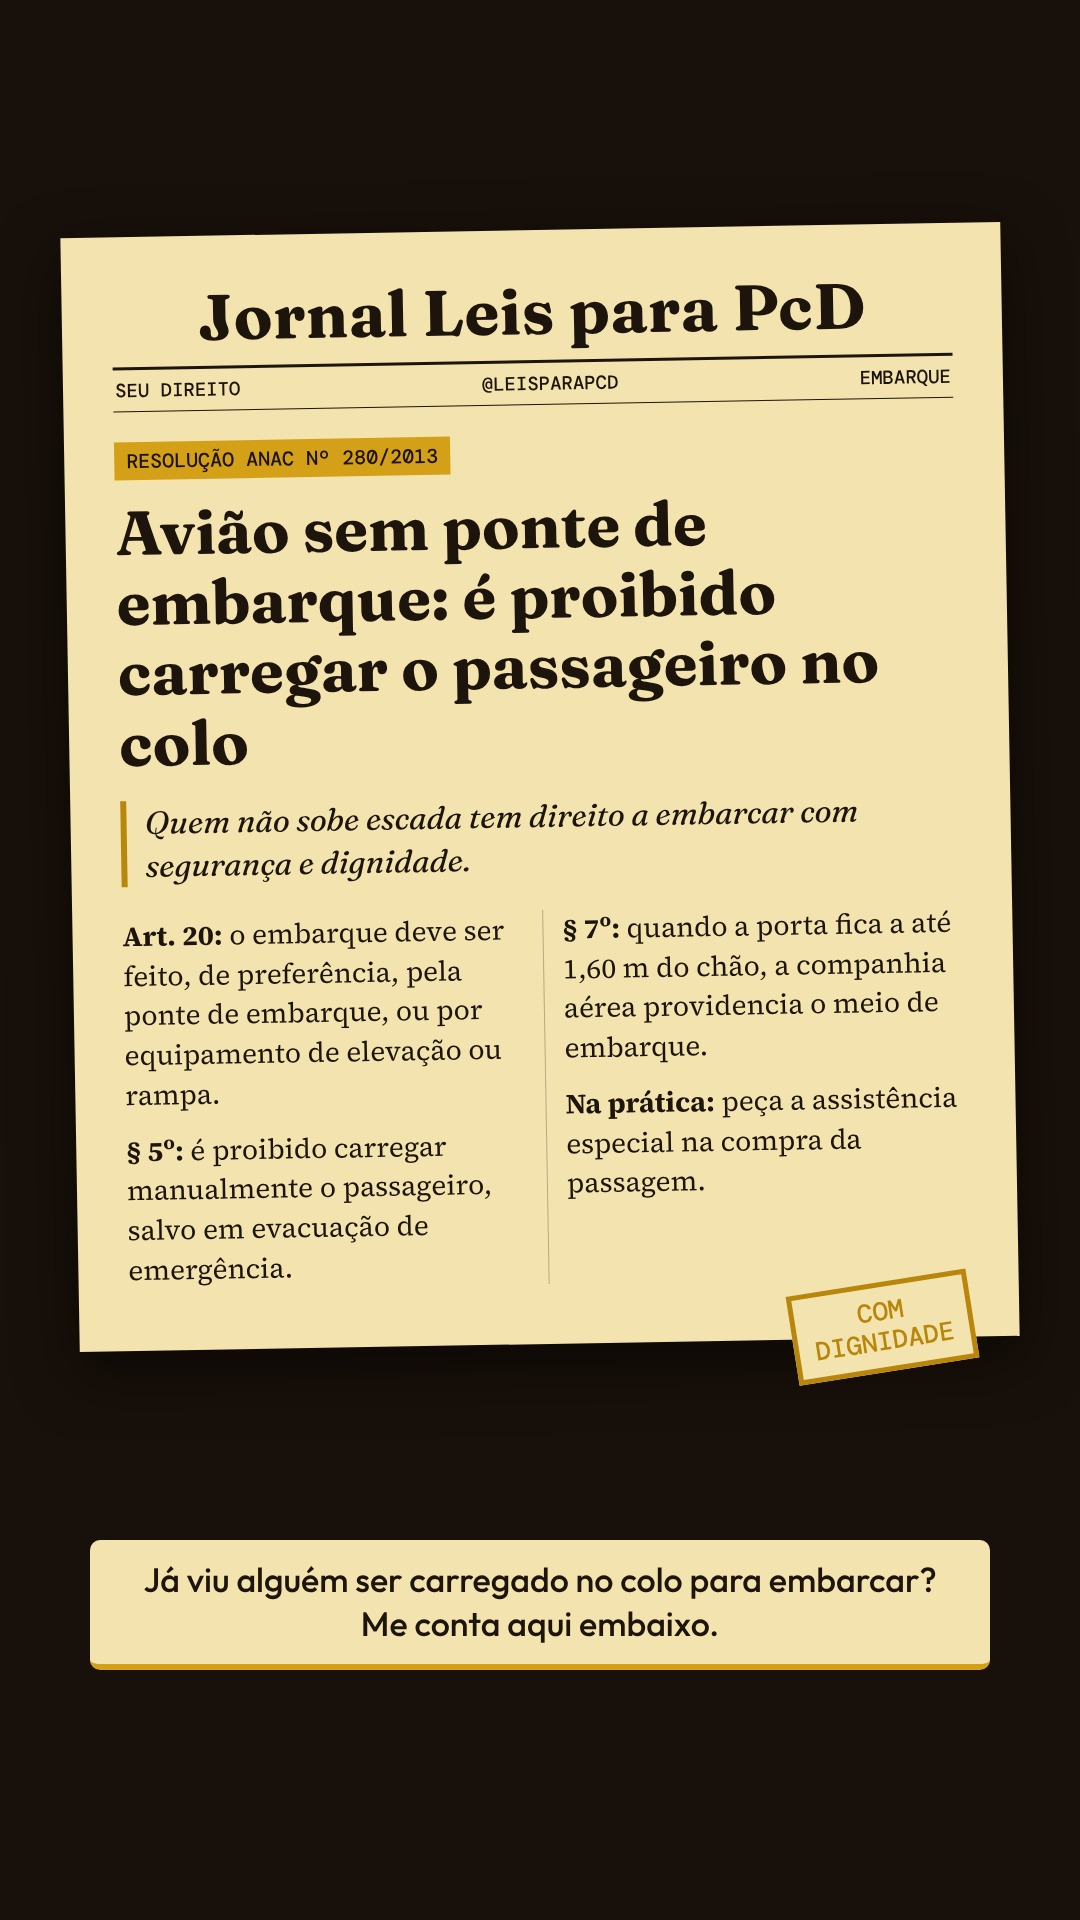 Jornal Leis para PcD
SEU DIREITO @LEISPARAPCD EMBARQUE
RESOLUÇÃO ANAC Nº 280/2013
Avião sem ponte de
embarque: é proibido
carregar o passageiro no
colo
Quem não sobe escada tem direito a embarcar com
segurança e dignidade.
Art. 20: o embarque deve ser
feito, de preferência, pela
ponte de embarque, ou por
equipamento de elevação ou
rampa.
§ 5º: é proibido carregar
manualmente o passageiro,
salvo em evacuação de
emergência.
§ 7º: quando a porta fica a até
1,60 m do chão, a companhia
aérea providencia o meio de
embarque.
Na prática: peça a assistência
especial na compra da
passagem.
COM
DIGNIDADE
Já viu alguém ser carregado no colo para embarcar?
Me conta aqui embaixo.